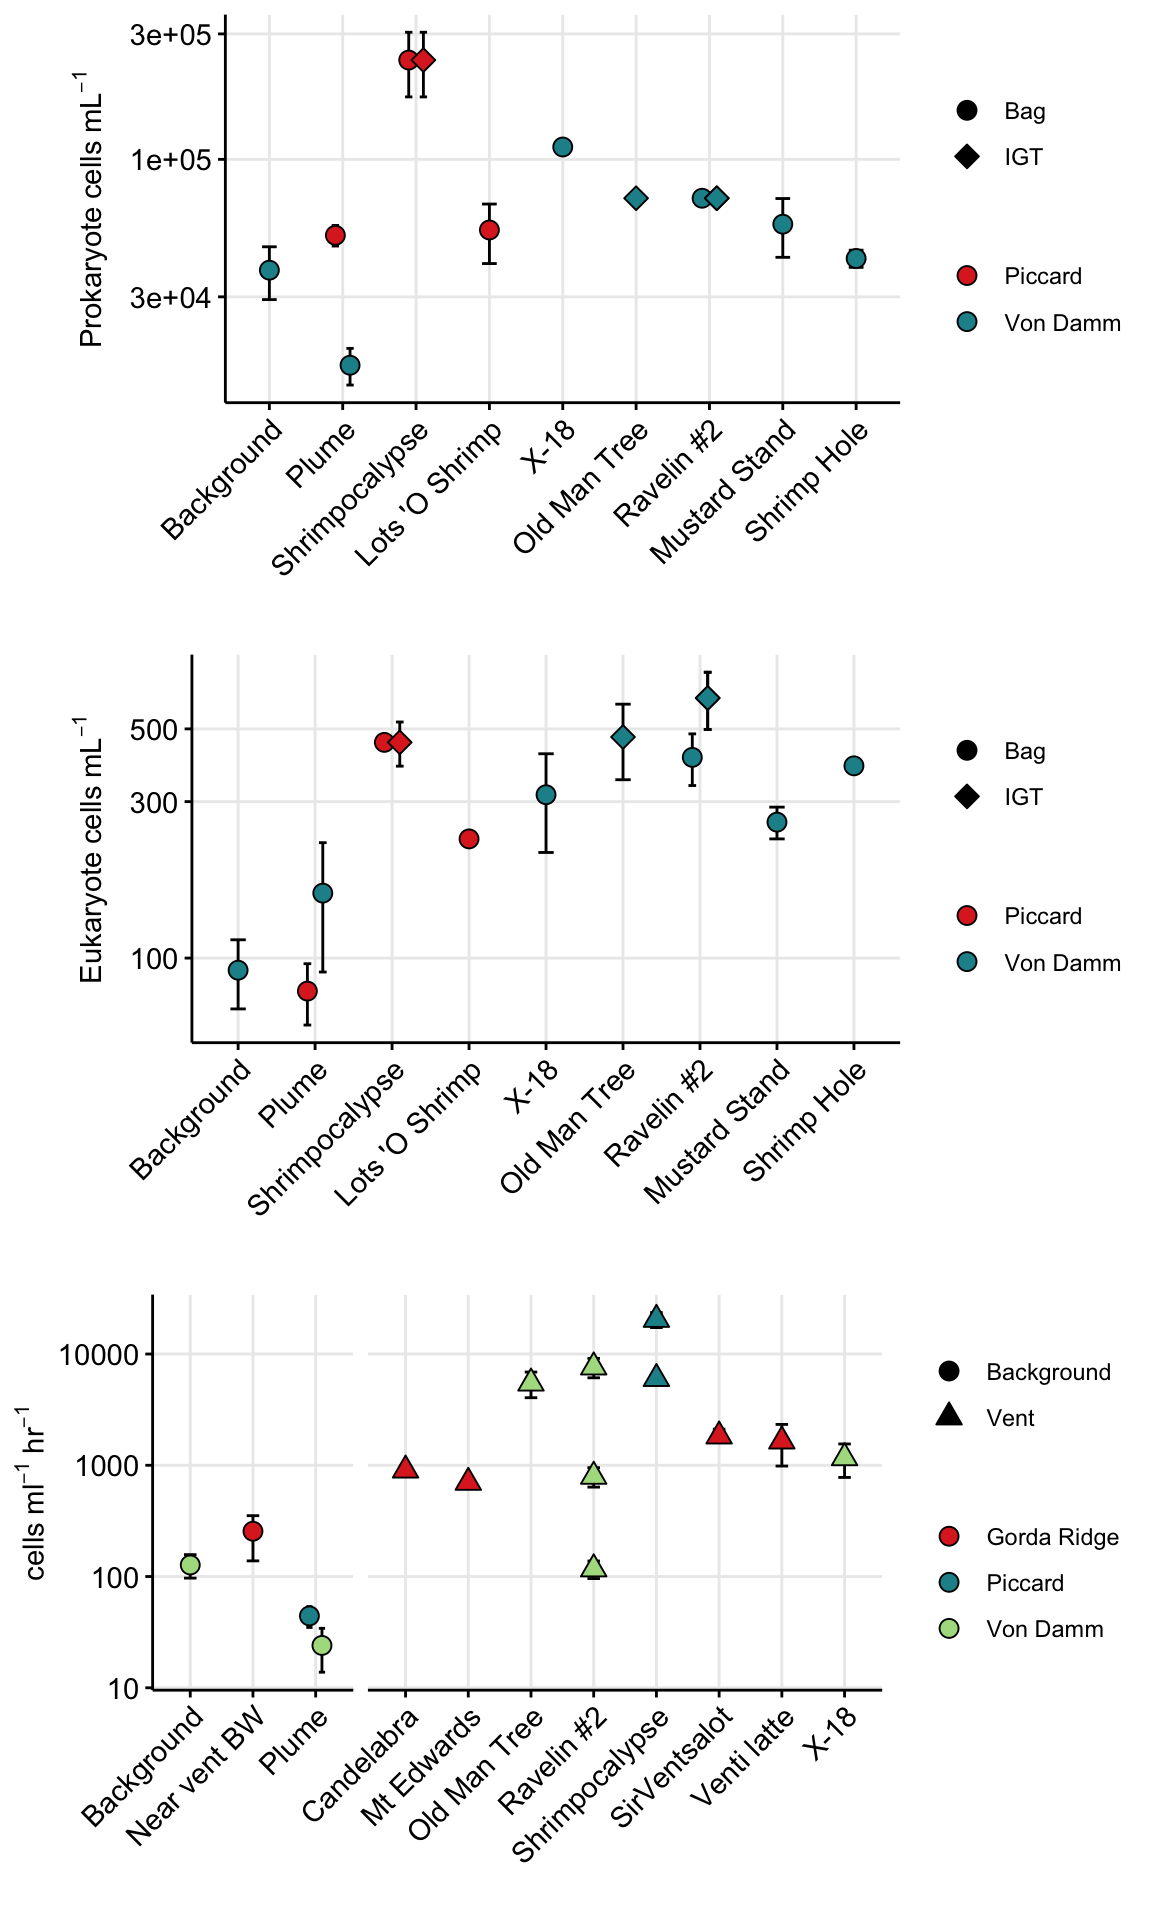 Prokaryote cells mL−1
3e+05
1e+05
3e+04
Background
Plume
Shrimpocalypse
Lots 'O Shrimp
X-18
Old Man Tree
Ravelin #2
Mustard Stand
Shrimp Hole
Bag
IGT
Piccard
Von Damm
Eukaryote cells mL−1
500
300
100
Background
Plume
Shrimpocalypse
Lots 'O Shrimp
X-18
Old Man Tree
Ravelin #2
Mustard Stand
Shrimp Hole
Bag
IGT
Piccard
Von Damm
cells ml−1 hr−1
10000
1000
100
10
Background
Near vent BW
Plume
Candelabra
Mt Edwards
Old Man Tree
Ravelin #2
Shrimpocalypse
SirVentsalot
Venti latte
X-18
Background
Vent
Gorda Ridge
Piccard
Von Damm